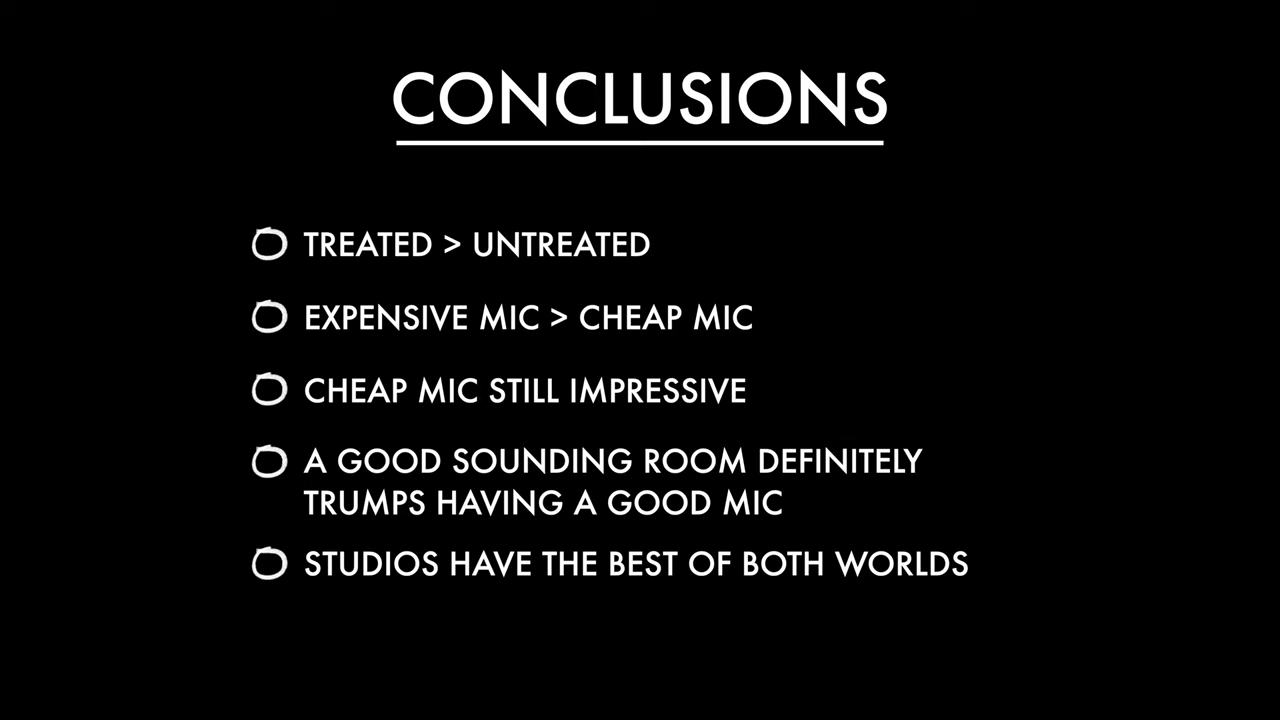 CONCLUSIONS
TREATED > UNTREATED
EXPENSIVE MIC > CHEAP MIC
CHEAP MIC STILL IMPRESSIVE
A GOOD SOUNDING ROOM DEFINITELY
TRUMPS HAVING A GOOD MIC
STUDIOS HAVE THE BEST OF BOTH WORLDS